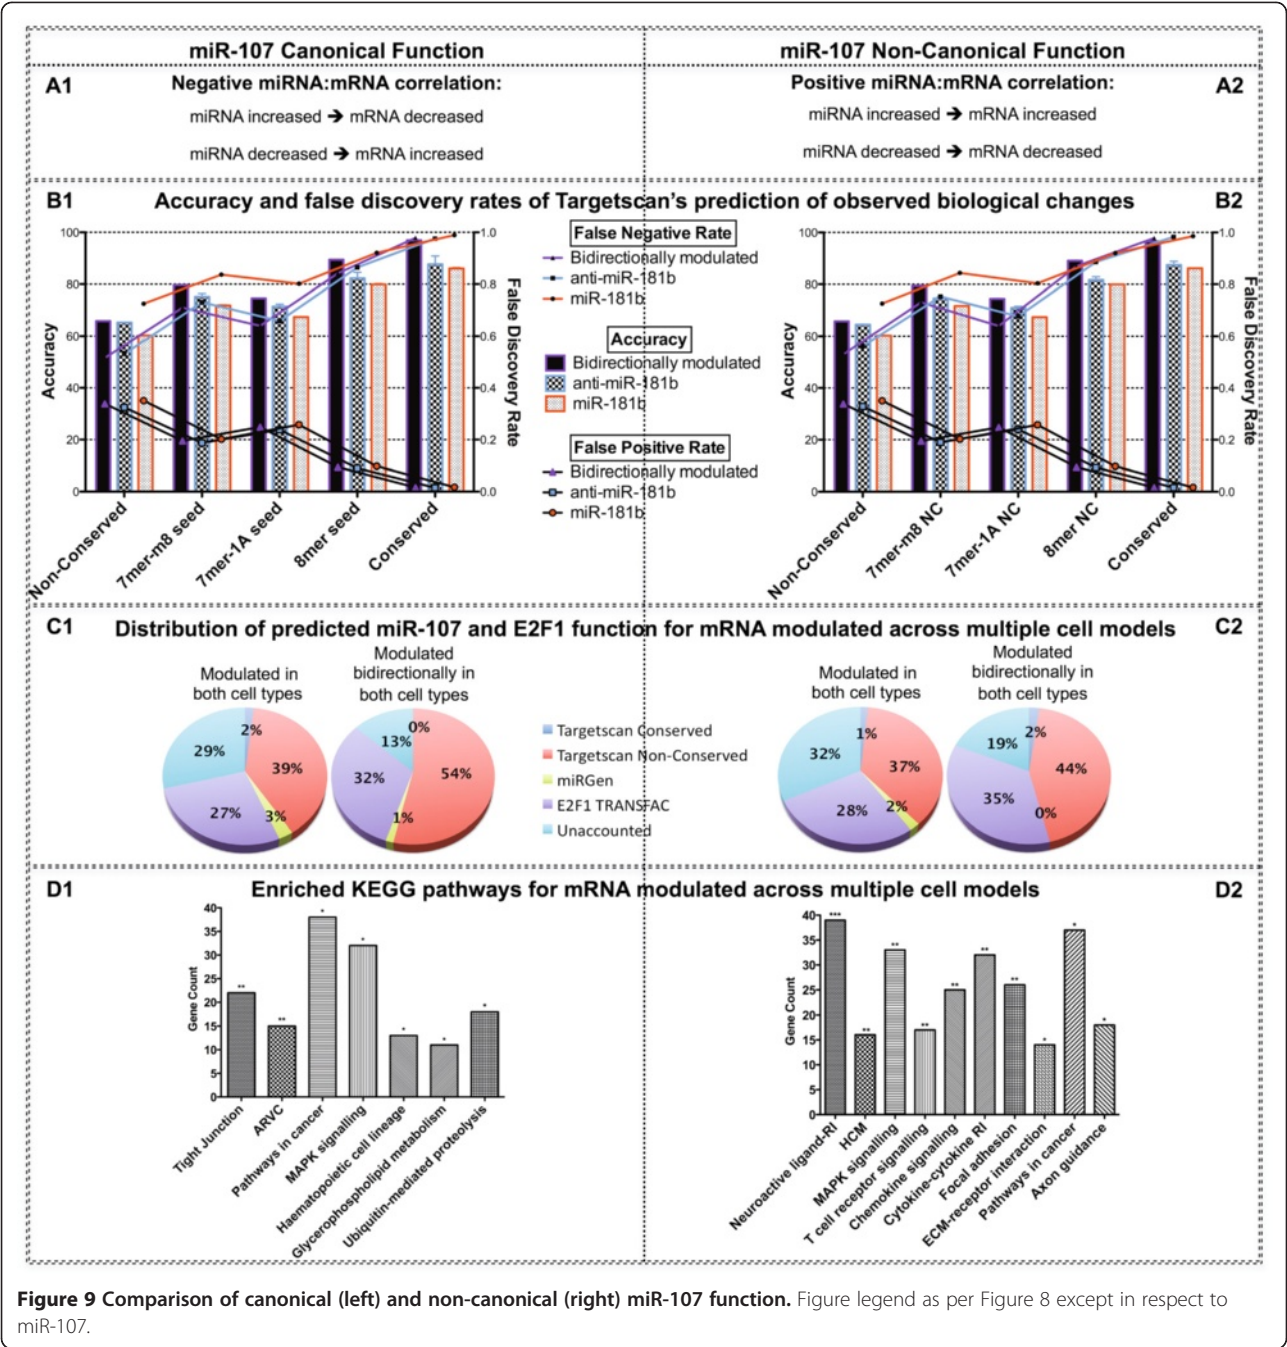 miR-107 Canonical Function
miR-107 Non-Canonical Function
A1
Negative miRNA:mRNA correlation:
miRNA increased ➔ mRNA decreased
miRNA decreased ➔ mRNA increased
Positive miRNA:mRNA correlation:
A2
miRNA increased ➔ mRNA increased
miRNA decreased ➔ mRNA decreased
B1
Accuracy and false discovery rates of Targetscan's prediction of observed biological changes
B2
Accuracy
100
80
60
40
20
0
1.0
0.8
0.6
0.4
0.2
0.0
False Discovery Rate
Non-Conserved
7mer-m8 seed
7mer-1A seed
8mer seed
Conserved
False Negative Rate
Bidirectionally modulated
anti-miR-181b
miR-181b
Accuracy
Bidirectionally modulated
anti-miR-181b
miR-181b
False Positive Rate
Bidirectionally modulated
anti-miR-181b
miR-181b
Accuracy
100
80
60
40
20
0
1.0
0.8
0.6
0.4
0.2
0.0
False Discovery Rate
Non-Conserved
7mer-m8 NC
7mer-1A NC
8mer NC
Conserved
C1
Distribution of predicted miR-107 and E2F1 function for mRNA modulated across multiple cell models
C2
Modulated in
both cell types
2%
39%
3%
27%
29%
Modulated
bidirectionally in
both cell types
0%
54%
1%
32%
13%
Targetscan Conserved
Targetscan Non-Conserved
miRGen
E2F1 TRANSFAC
Unaccounted
Modulated in
both cell types
1%
37%
2%
28%
32%
Modulated
bidirectionally in
both cell types
2%
44%
0%
35%
19%
D1
Enriched KEGG pathways for mRNA modulated across multiple cell models
D2
Gene Count
40
35
30
25
20
15
10
5
0
**
**
*
*
*
*
*
Tight Junction
ARVC
Pathways in cancer
MAPK signalling
Haematopoietic cell lineage
Glycerophospholipid metabolism
Ubiquitin-mediated proteolysis
Gene Count
40
35
30
25
20
15
10
5
0
***
**
**
**
**
**
**
*
*
*
Neuroactive ligand-RI
HCM
MAPK signalling
T cell receptor signalling
Chemokine signalling
Cytokine-cytokine RI
Focal adhesion
ECM-receptor interaction
Pathways in cancer
Axon guidance
Figure 9 Comparison of canonical (left) and non-canonical (right) miR-107 function. Figure legend as per Figure 8 except in respect to
miR-107.